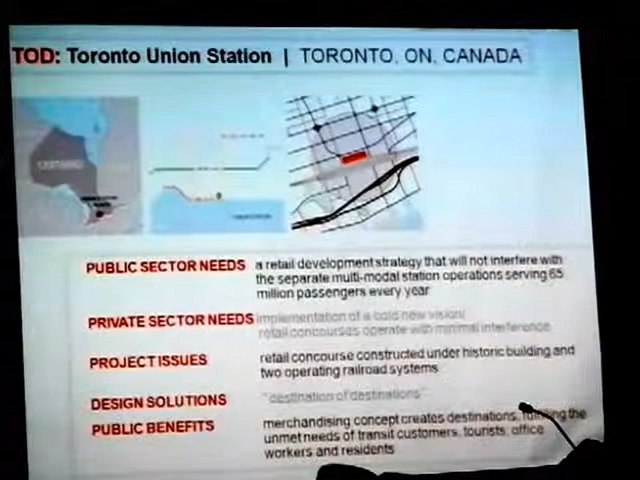 TOD: Toronto Union Station | TORONTO, ON, CANADA
ONTARIO
PUBLIC SECTOR NEEDS a retail development strategy that will not interfere with
the separate multi-modal station operations serving 65
million passengers every year
PRIVATE SECTOR NEEDS implementation of a cold new vision/
retail concourses operate with minimal interference
PROJECT ISSUES retail concourse constructed under historic building and
two operating railroad systems
DESIGN SOLUTIONS "destination of destinations"
PUBLIC BENEFITS merchandising concept creates destinations, the
unmet needs of transit customers, tourists, office
workers and residents